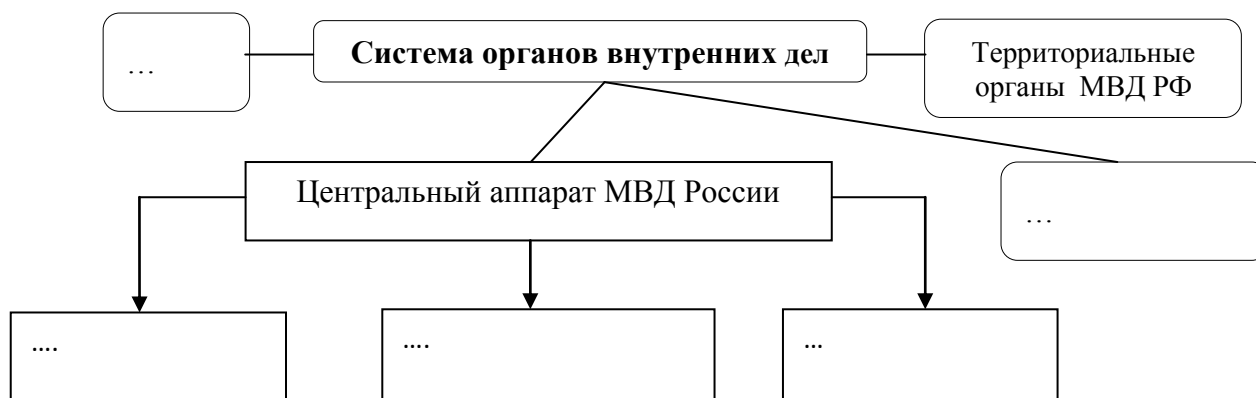 …
Система органов внутренних дел
Территориальные
органы МВД РФ
Центральный аппарат МВД России
…
….
….
...